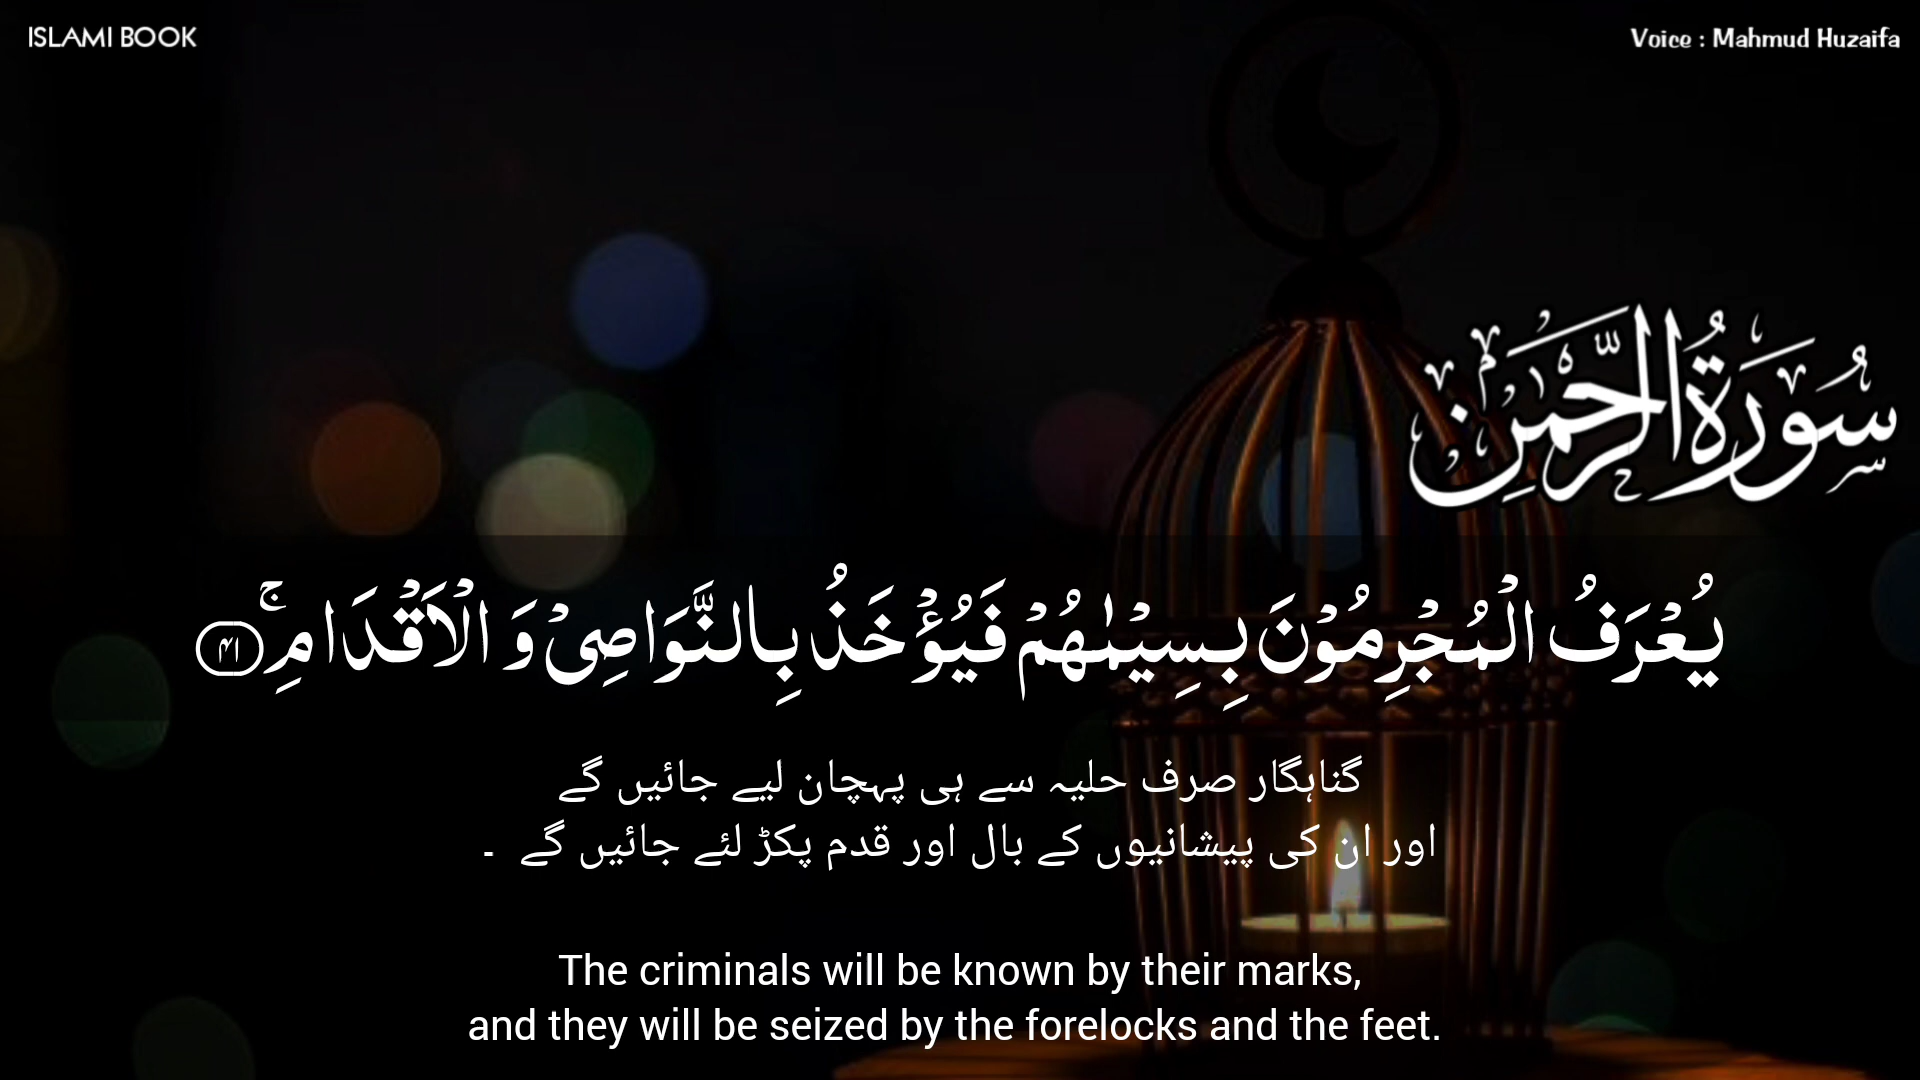 ISLAMI BOOK
Voice : Mahmud Huzaifa
سُوۡرَةُ الرَّحۡمٰنِ
يُعۡرَفُ الۡمُجۡرِمُوۡنَ بِسِيۡمٰهُمۡ فَيُؤۡخَذُ بِالنَّوَاصِىۡ وَ الۡاَقۡدَامِ‌ۚ‏ ﴿۴۱﴾
گناہگار صرف حلیہ سے ہی پہچان لیے جائیں گے
اور ان کی پیشانیوں کے بال اور قدم پکڑ لئے جائیں گے ۔
The criminals will be known by their marks,
and they will be seized by the forelocks and the feet.